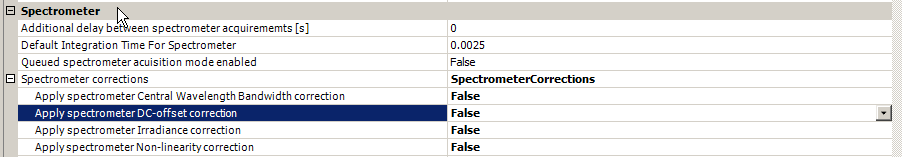 Spectrometer
Additional delay between spectrometer acquirememts [s] 0
Default Integration Time For Spectrometer 0.0025
Queued spectrometer acuisition mode enabled False
Spectrometer corrections SpectrometerCorrections
Apply spectrometer Central Wavelength Bandwidth correction False
Apply spectrometer DC-offset correction False
Apply spectrometer Irradiance correction False
Apply spectrometer Non-linearity correction False